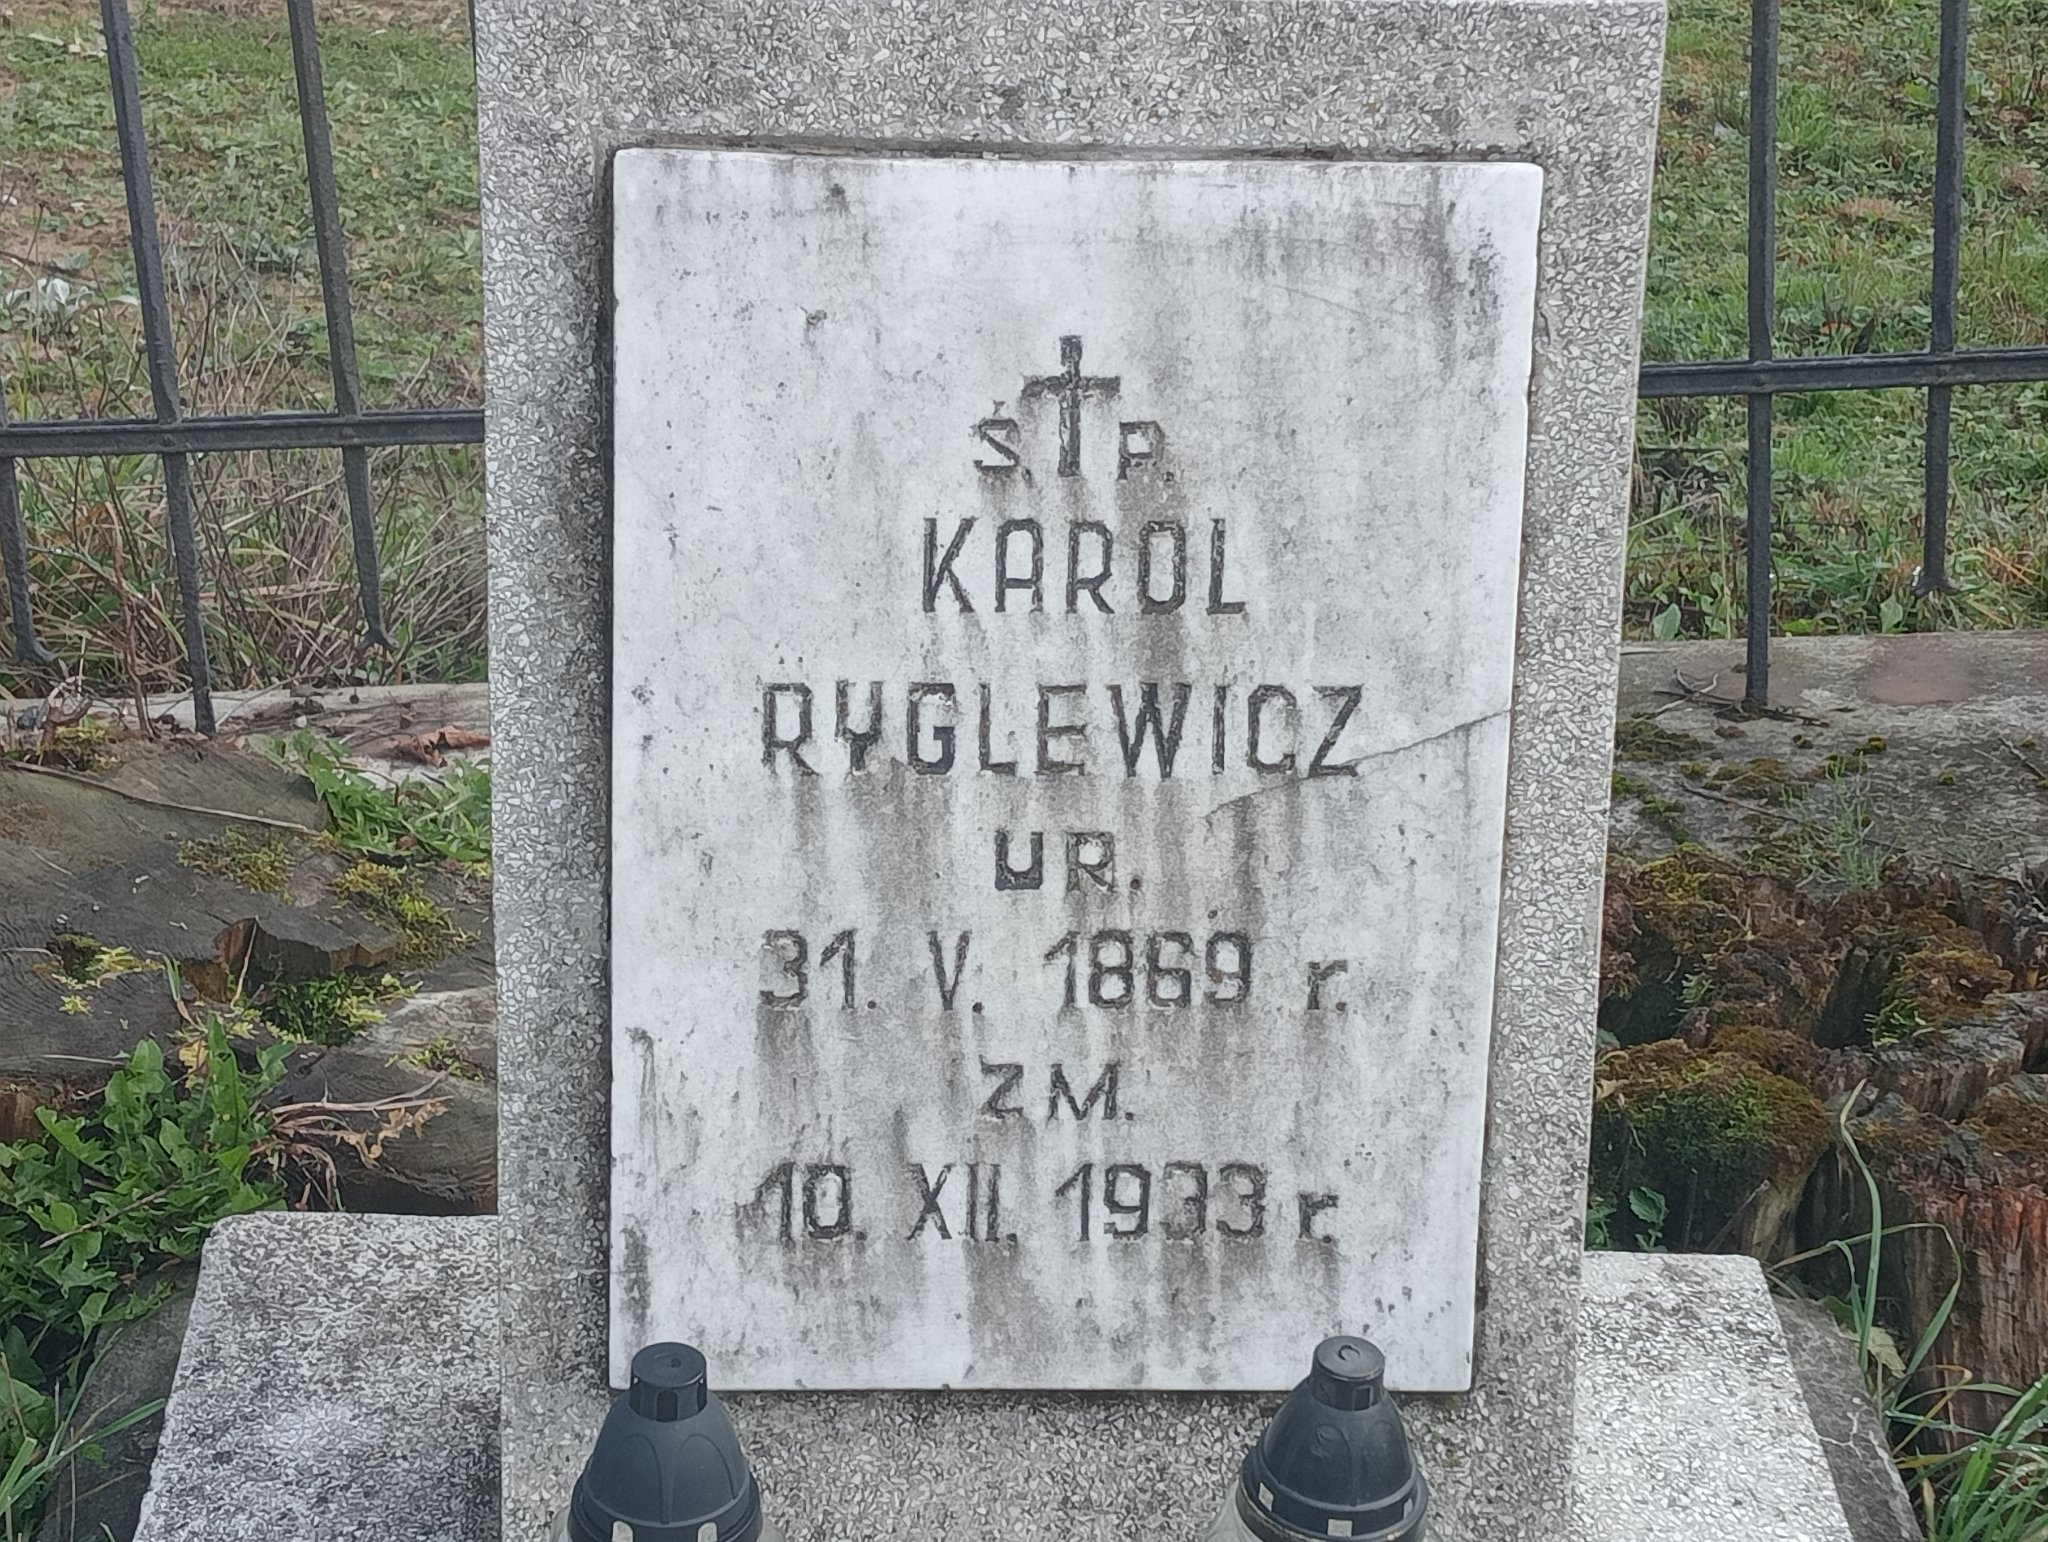 Ś. P.
KAROL
RYGLEWICZ
UR.
31. V. 1869 r.
ZM.
10. XII. 1933 r.